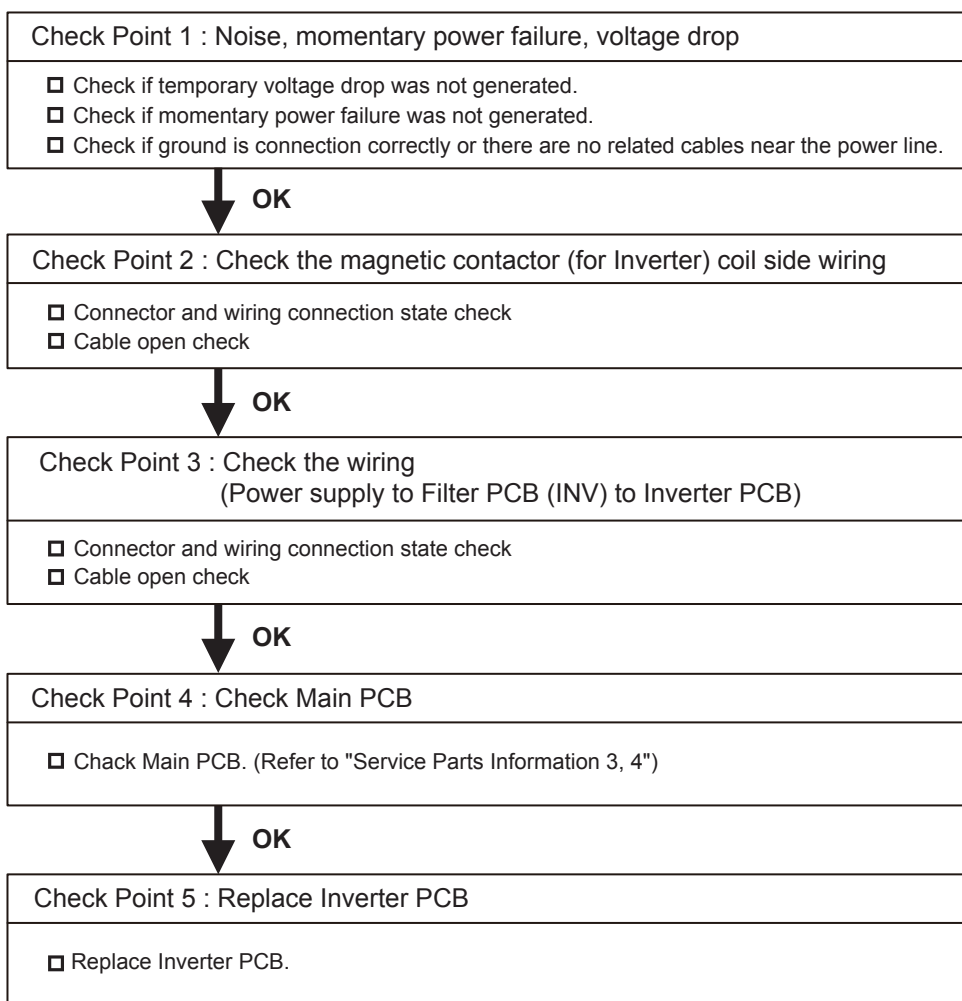 Check Point 1 : Noise, momentary power failure, voltage drop
Check if temporary voltage drop was not generated.
Check if momentary power failure was not generated.
Check if ground is connection correctly or there are no related cables near the power line.
OK
Check Point 2 : Check the magnetic contactor (for Inverter) coil side wiring
Connector and wiring connection state check
Cable open check
OK
Check Point 3 : Check the wiring
(Power supply to Filter PCB (INV) to Inverter PCB)
Connector and wiring connection state check
Cable open check
OK
Check Point 4 : Check Main PCB
Chack Main PCB. (Refer to "Service Parts Information 3, 4")
OK
Check Point 5 : Replace Inverter PCB
Replace Inverter PCB.